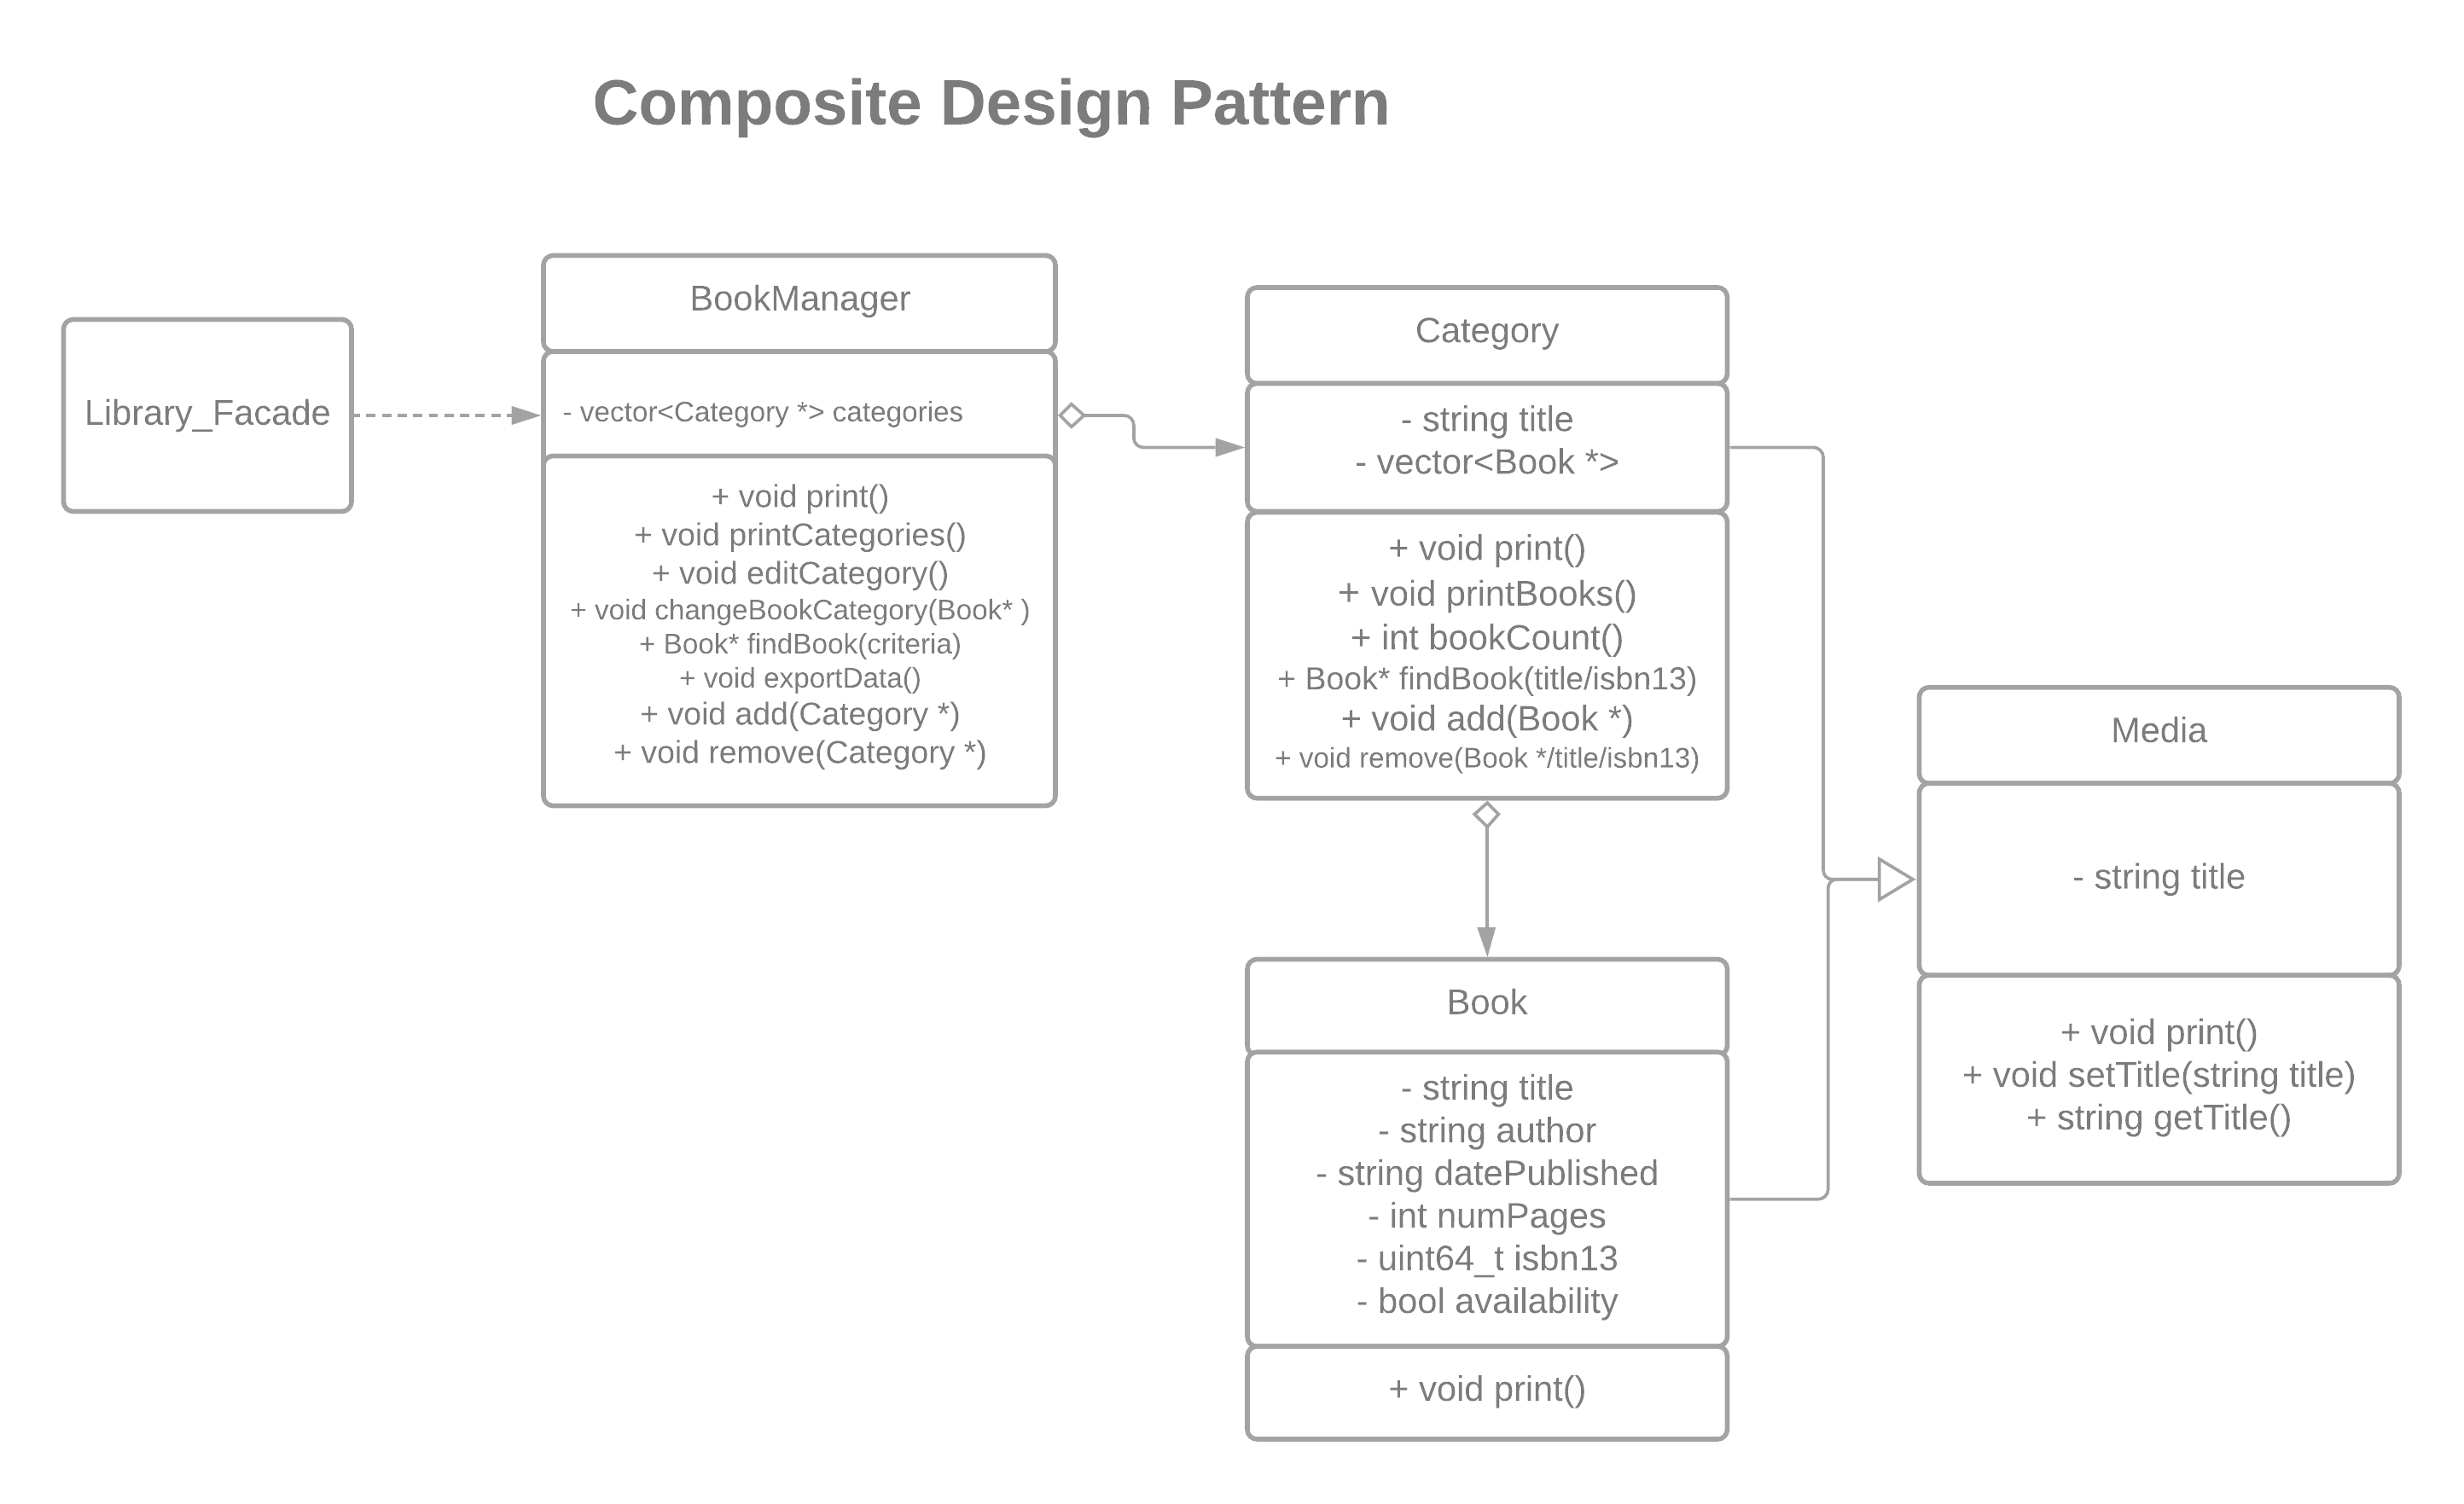 Composite Design Pattern
Library_Facade
BookManager
- vector<Category *> categories
+ void print()
+ void printCategories()
+ void editCategory()
+ void changeBookCategory(Book* )
+ Book* findBook(criteria)
+ void exportData()
+ void add(Category *)
+ void remove(Category *)
Category
- string title
- vector<Book *>
+ void print()
+ void printBooks()
+ int bookCount()
+ Book* findBook(title/isbn13)
+ void add(Book *)
+ void remove(Book */title/isbn13)
Book
- string title
- string author
- string datePublished
- int numPages
- uint64_t isbn13
- bool availability
+ void print()
Media
- string title
+ void print()
+ void setTitle(string title)
+ string getTitle()